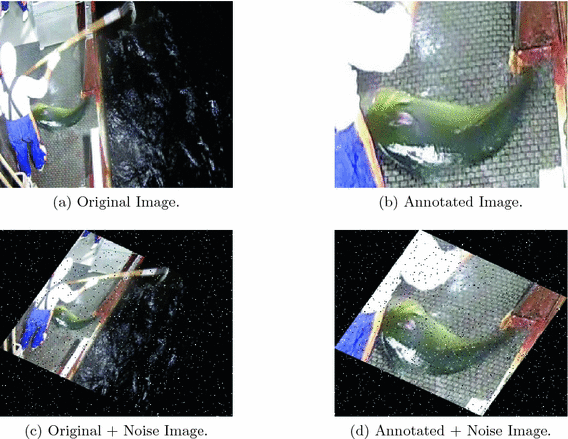 (a) Original Image.
(b) Annotated Image.
(c) Original + Noise Image.
(d) Annotated + Noise Image.